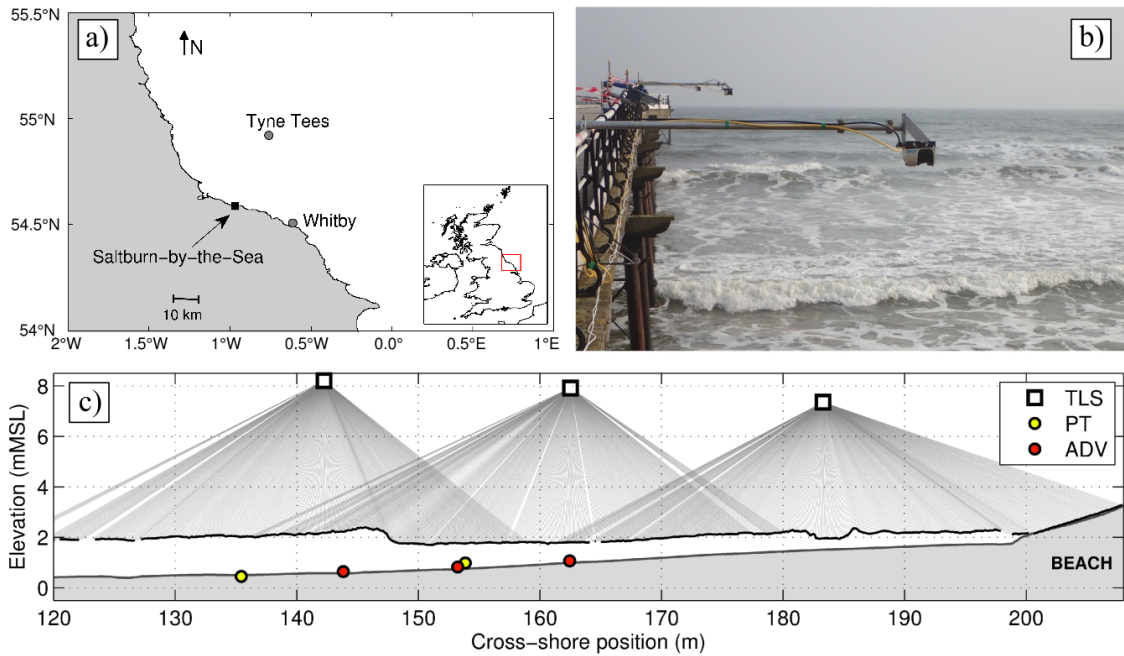 a)
N
55.5°N
55°N
54.5°N
54°N
Tyne Tees
Whitby
Saltburn-by-the-Sea
10 km
2°W 1.5°W 1°W 0.5°W 0° 0.5°E 1°E
b)
c)
TLS
PT
ADV
Elevation (mMSL)
8
6
4
2
0
BEACH
120 130 140 150 160 170 180 190 200
Cross-shore position (m)